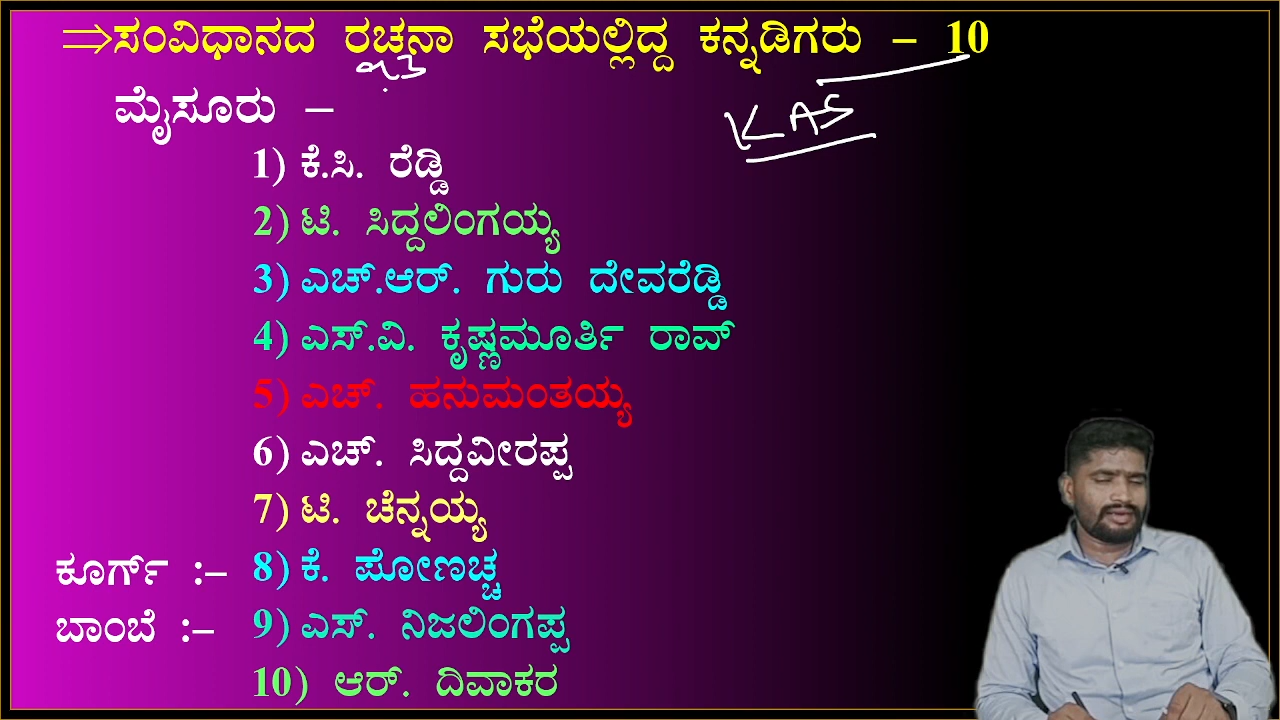 ⇒ಸಂವಿಧಾನದ ರಚನಾ ಸಭೆಯಲ್ಲಿದ್ದ ಕನ್ನಡಿಗರು – 10
ಮೈಸೂರು –
KAS
1) ಕೆ.ಸಿ. ರೆಡ್ಡಿ
2) ಟಿ. ಸಿದ್ದಲಿಂಗಯ್ಯ
3) ಎಚ್.ಆರ್. ಗುರು ದೇವರೆಡ್ಡಿ
4) ಎಸ್.ವಿ. ಕೃಷ್ಣಮೂರ್ತಿ ರಾವ್
5) ಎಚ್. ಹನುಮಂತಯ್ಯ
6) ಎಚ್. ಸಿದ್ದವೀರಪ್ಪ
7) ಟಿ. ಚೆನ್ನಯ್ಯ
ಕೂರ್ಗ್ :– 8) ಕೆ. ಪೋಣಚ್ಚ
ಬಾಂಬೆ :– 9) ಎಸ್. ನಿಜಲಿಂಗಪ್ಪ
10) ಆರ್. ದಿವಾಕರ